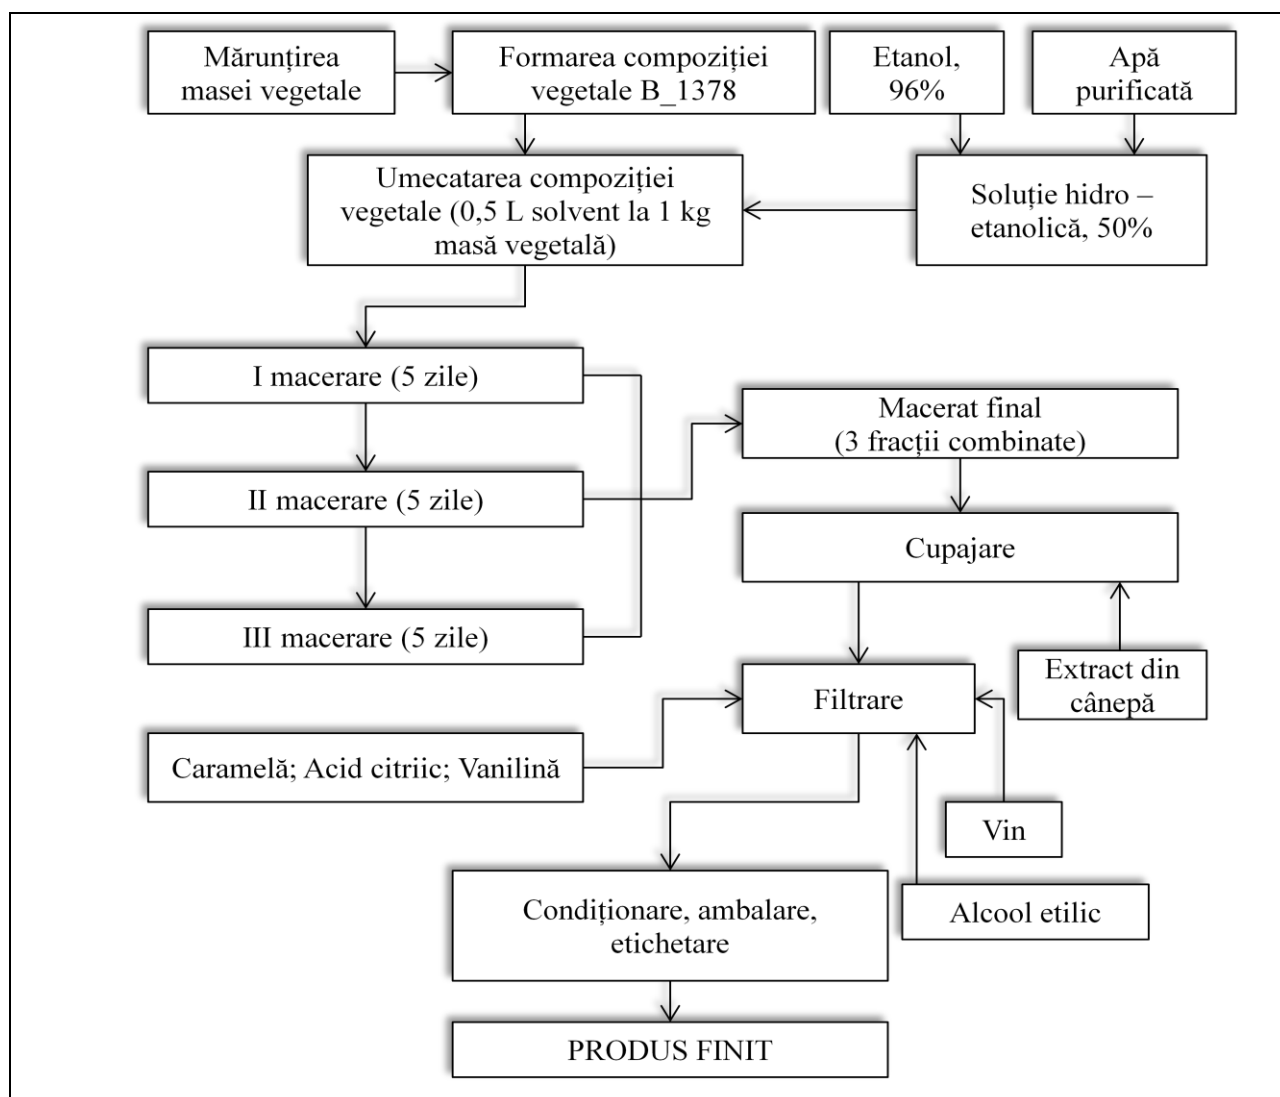 Mărunțirea
masei vegetale
Formarea compoziției
vegetale B_1378
Etanol,
96%
Apă
purificată
Umecatarea compoziției
vegetale (0,5 L solvent la 1 kg
masă vegetală)
Soluție hidro –
etanolică, 50%
I macerare (5 zile)
Macerat final
(3 fracții combinate)
II macerare (5 zile)
Cupajare
III macerare (5 zile)
Extract din
cânepă
Filtrare
Caramelă; Acid citriic; Vanilină
Vin
Condiționare, ambalare,
etichetare
Alcool etilic
PRODUS FINIT